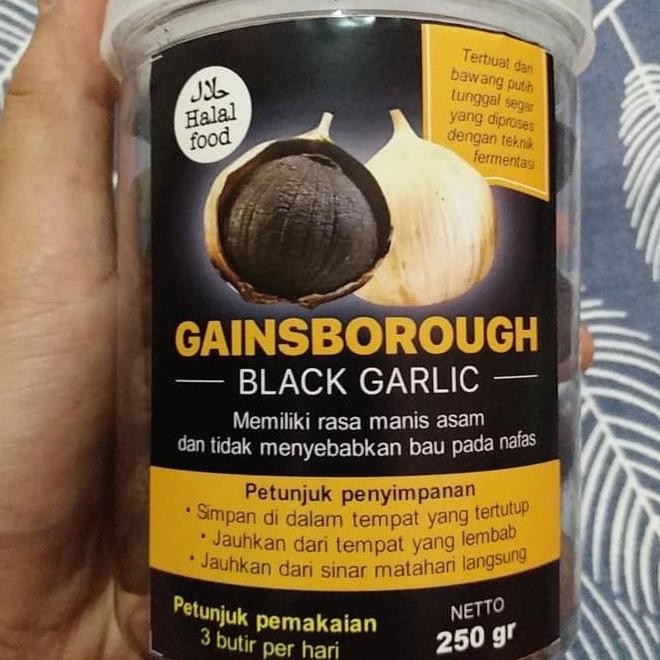 حلال
Halal
food
Terbuat dari
bawang putih
tunggal segar
yang diproses
dengan teknik
fermentasi
GAINSBOROUGH
BLACK GARLIC
Memiliki rasa manis asam
dan tidak menyebabkan bau pada nafas
Petunjuk penyimpanan
• Simpan di dalam tempat yang tertutup
• Jauhkan dari tempat yang lembab
• Jauhkan dari sinar matahari langsung
Petunjuk pemakaian
3 butir per hari
NETTO
250 gr